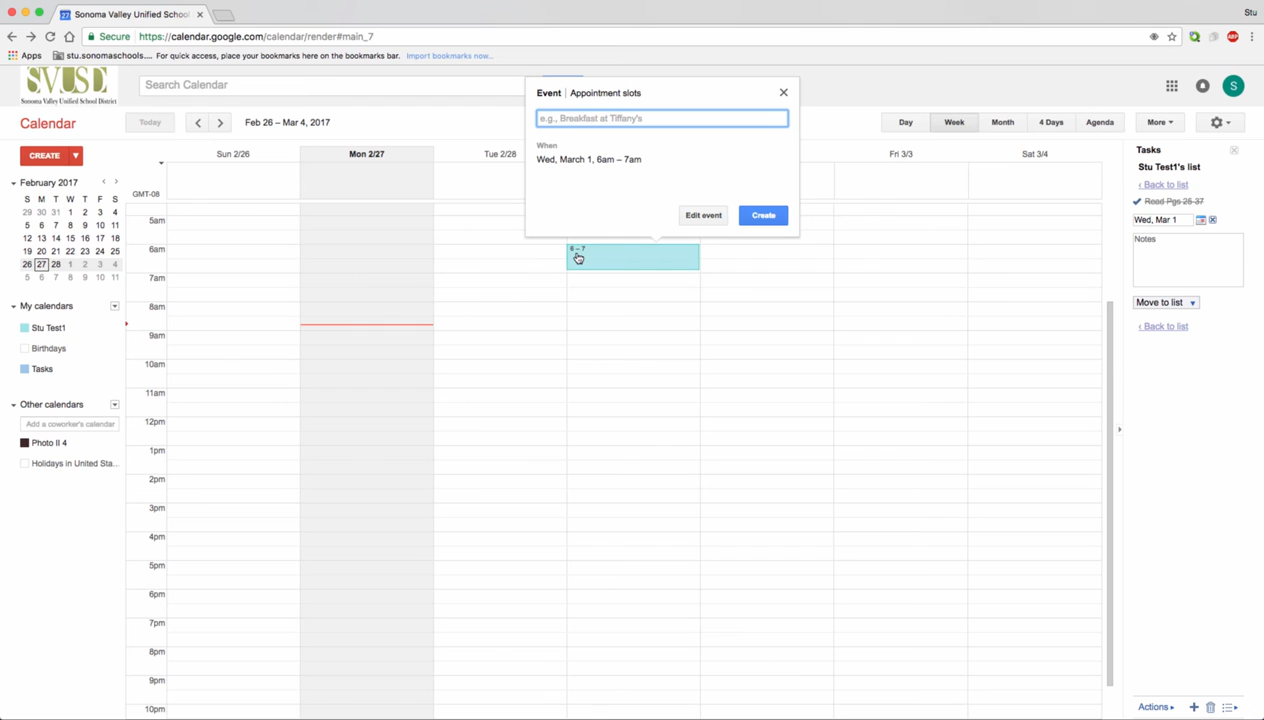 Sonoma Valley Unified School
Stu
Secure
https://calendar.google.com/calendar/render#main_7
Apps
stu.sonomaschools....
For quick access, place your bookmarks here on the bookmarks bar.
Import bookmarks now...
SVUSD
Sonoma Valley Unified School District
Search Calendar
S
Calendar
Today
Feb 26 – Mar 4, 2017
Day
Week
Month
4 Days
Agenda
More
CREATE
February 2017
S M T W T F S
29 30 31 1 2 3 4
5 6 7 8 9 10 11
12 13 14 15 16 17 18
19 20 21 22 23 24 25
26 27 28 1 2 3 4
5 6 7 8 9 10 11
My calendars
Stu Test1
Birthdays
Tasks
Other calendars
Add a coworker's calendar
Photo II 4
Holidays in United Sta...
Sun 2/26
Mon 2/27
Tue 2/28
Fri 3/3
Sat 3/4
GMT-08
5am
6am
7am
8am
9am
10am
11am
12pm
1pm
2pm
3pm
4pm
5pm
6pm
7pm
8pm
9pm
10pm
Event
Appointment slots
e.g., Breakfast at Tiffany's
When
Wed, March 1, 6am – 7am
Edit event
Create
6 – 7
Tasks
Stu Test1's list
‹ Back to list
Read Pgs 25-37
Wed, Mar 1
Notes
Move to list
‹ Back to list
Actions